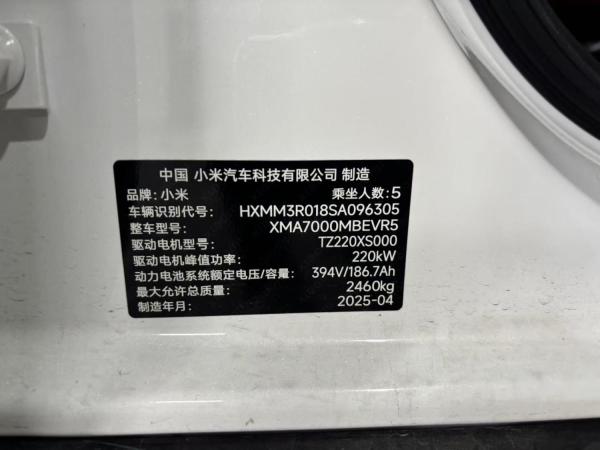 中国 小米汽车科技有限公司 制造
品牌: 小米 乘坐人数: 5
车辆识别代号: HXMM3R018SA096305
整车型号: XMA7000MBEVR5
驱动电机型号: TZ220XS000
驱动电机峰值功率: 220kW
动力电池系统额定电压/容量: 394V/186.7Ah
最大允许总质量: 2460kg
制造年月: 2025-04